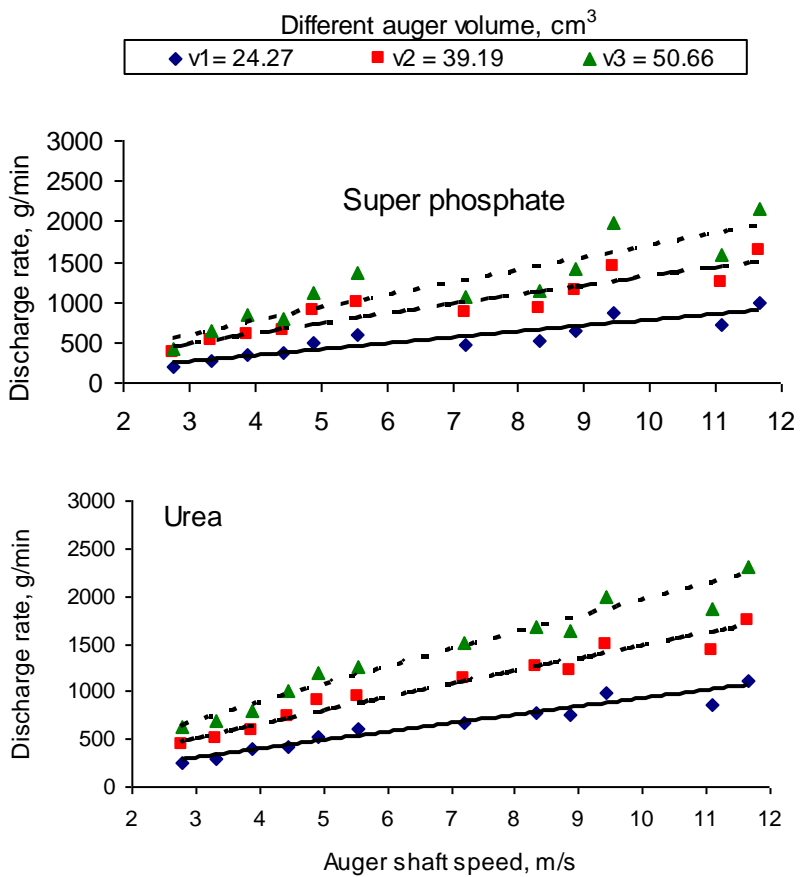 Different auger volume, cm³
v1= 24.27 v2 = 39.19 v3 = 50.66
Discharge rate, g/min
3000
2500
2000
1500
1000
500
0
Super phosphate
2 3 4 5 6 7 8 9 10 11 12
Discharge rate, g/min
3000
2500
2000
1500
1000
500
0
Urea
2 3 4 5 6 7 8 9 10 11 12
Auger shaft speed, m/s